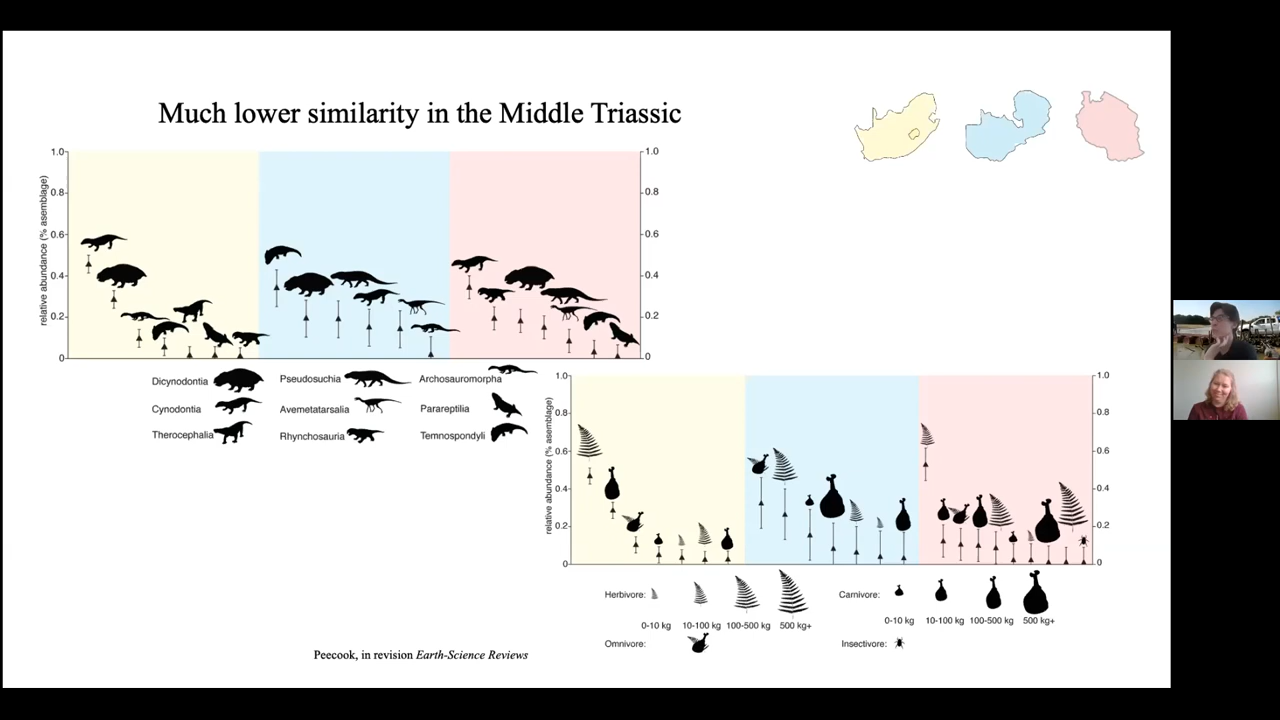 Much lower similarity in the Middle Triassic
1.0
0.8
0.6
0.4
0.2
0
relative abundance (% asemblage)
1.0
0.8
0.6
0.4
0.2
0
Dicynodontia
Pseudosuchia
Archosauromorpha
Cynodontia
Avemetatarsalia
Parareptilia
Therocephalia
Rhynchosauria
Temnospondyli
1.0
0.8
0.6
0.4
0.2
0
relative abundance (% asemblage)
1.0
0.8
0.6
0.4
0.2
0
Herbivore:
0-10 kg
10-100 kg
100-500 kg
500 kg+
Carnivore:
0-10 kg
10-100 kg
100-500 kg
500 kg+
Omnivore:
Insectivore:
Peecook, in revision Earth-Science Reviews